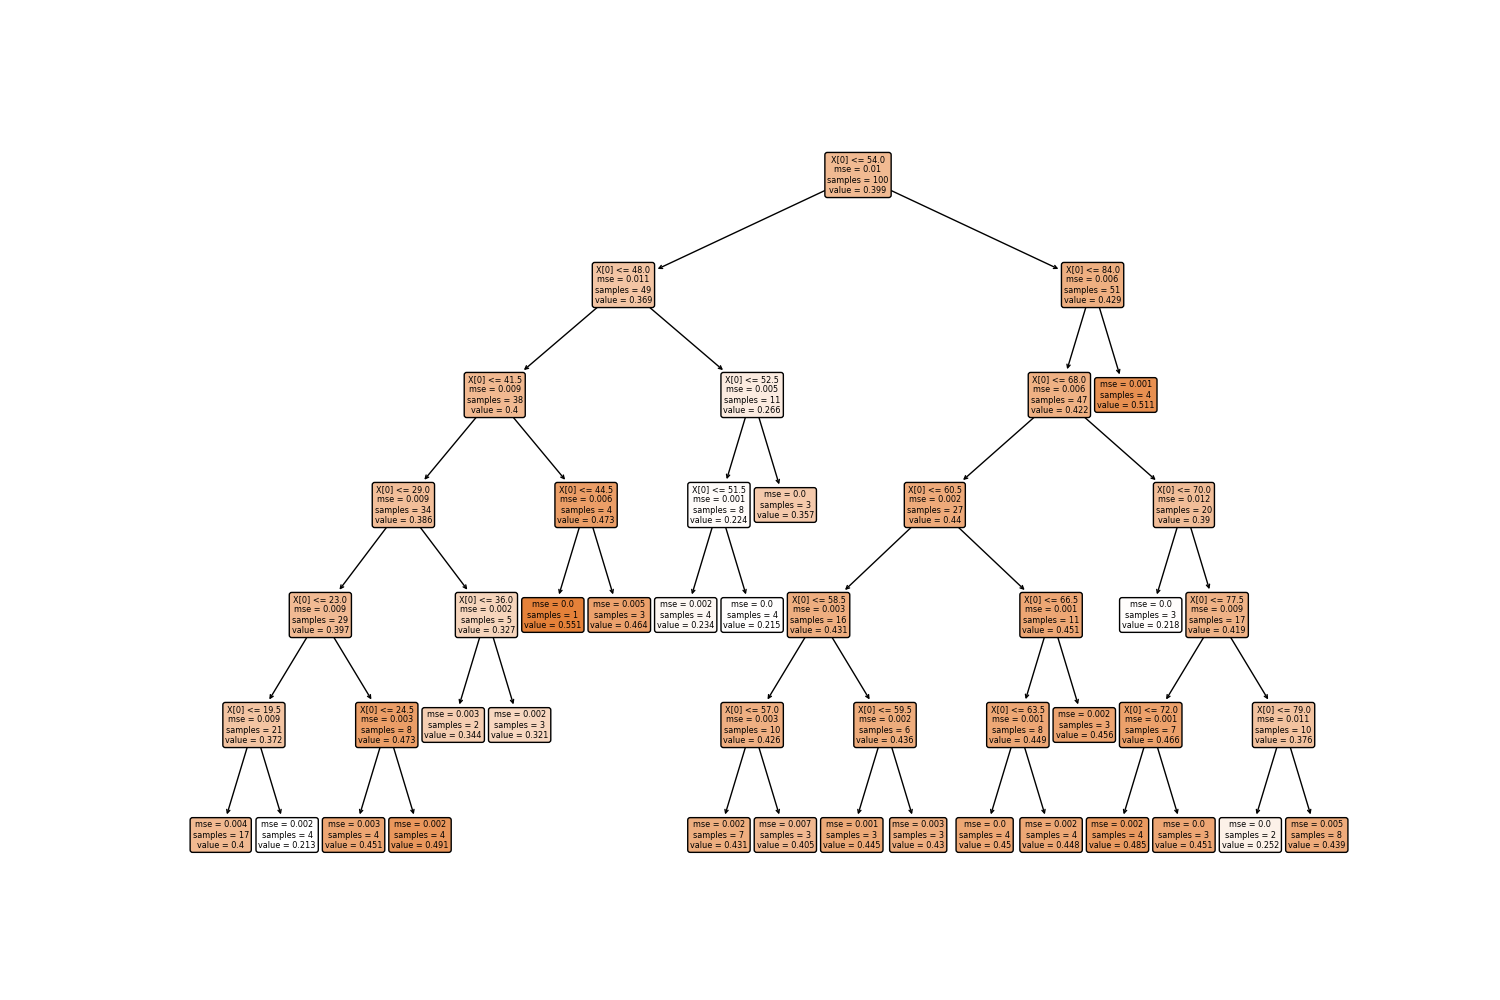 X[0] <= 54.0
mse = 0.01
samples = 100
value = 0.399
X[0] <= 48.0
mse = 0.011
samples = 49
value = 0.369
X[0] <= 84.0
mse = 0.006
samples = 51
value = 0.429
X[0] <= 41.5
mse = 0.009
samples = 38
value = 0.4
X[0] <= 52.5
mse = 0.005
samples = 11
value = 0.266
X[0] <= 68.0
mse = 0.006
samples = 47
value = 0.422
mse = 0.001
samples = 4
value = 0.511
X[0] <= 29.0
mse = 0.009
samples = 34
value = 0.386
X[0] <= 44.5
mse = 0.006
samples = 4
value = 0.473
X[0] <= 51.5
mse = 0.001
samples = 8
value = 0.224
mse = 0.0
samples = 3
value = 0.357
X[0] <= 60.5
mse = 0.002
samples = 27
value = 0.44
X[0] <= 70.0
mse = 0.012
samples = 20
value = 0.39
X[0] <= 23.0
mse = 0.009
samples = 29
value = 0.397
X[0] <= 36.0
mse = 0.002
samples = 5
value = 0.327
mse = 0.0
samples = 1
value = 0.551
mse = 0.005
samples = 3
value = 0.464
mse = 0.002
samples = 4
value = 0.234
mse = 0.0
samples = 4
value = 0.215
X[0] <= 58.5
mse = 0.003
samples = 16
value = 0.431
X[0] <= 66.5
mse = 0.001
samples = 11
value = 0.451
mse = 0.0
samples = 3
value = 0.218
X[0] <= 77.5
mse = 0.009
samples = 17
value = 0.419
X[0] <= 19.5
mse = 0.009
samples = 21
value = 0.372
X[0] <= 24.5
mse = 0.003
samples = 8
value = 0.473
mse = 0.003
samples = 2
value = 0.344
mse = 0.002
samples = 3
value = 0.321
X[0] <= 57.0
mse = 0.003
samples = 10
value = 0.426
X[0] <= 59.5
mse = 0.002
samples = 6
value = 0.436
X[0] <= 63.5
mse = 0.001
samples = 8
value = 0.449
mse = 0.002
samples = 3
value = 0.456
X[0] <= 72.0
mse = 0.001
samples = 7
value = 0.466
X[0] <= 79.0
mse = 0.011
samples = 10
value = 0.376
mse = 0.004
samples = 17
value = 0.4
mse = 0.002
samples = 4
value = 0.213
mse = 0.003
samples = 4
value = 0.451
mse = 0.002
samples = 4
value = 0.491
mse = 0.002
samples = 7
value = 0.431
mse = 0.007
samples = 3
value = 0.405
mse = 0.001
samples = 3
value = 0.445
mse = 0.003
samples = 3
value = 0.43
mse = 0.0
samples = 4
value = 0.45
mse = 0.002
samples = 4
value = 0.448
mse = 0.002
samples = 4
value = 0.485
mse = 0.0
samples = 3
value = 0.451
mse = 0.0
samples = 2
value = 0.252
mse = 0.005
samples = 8
value = 0.439